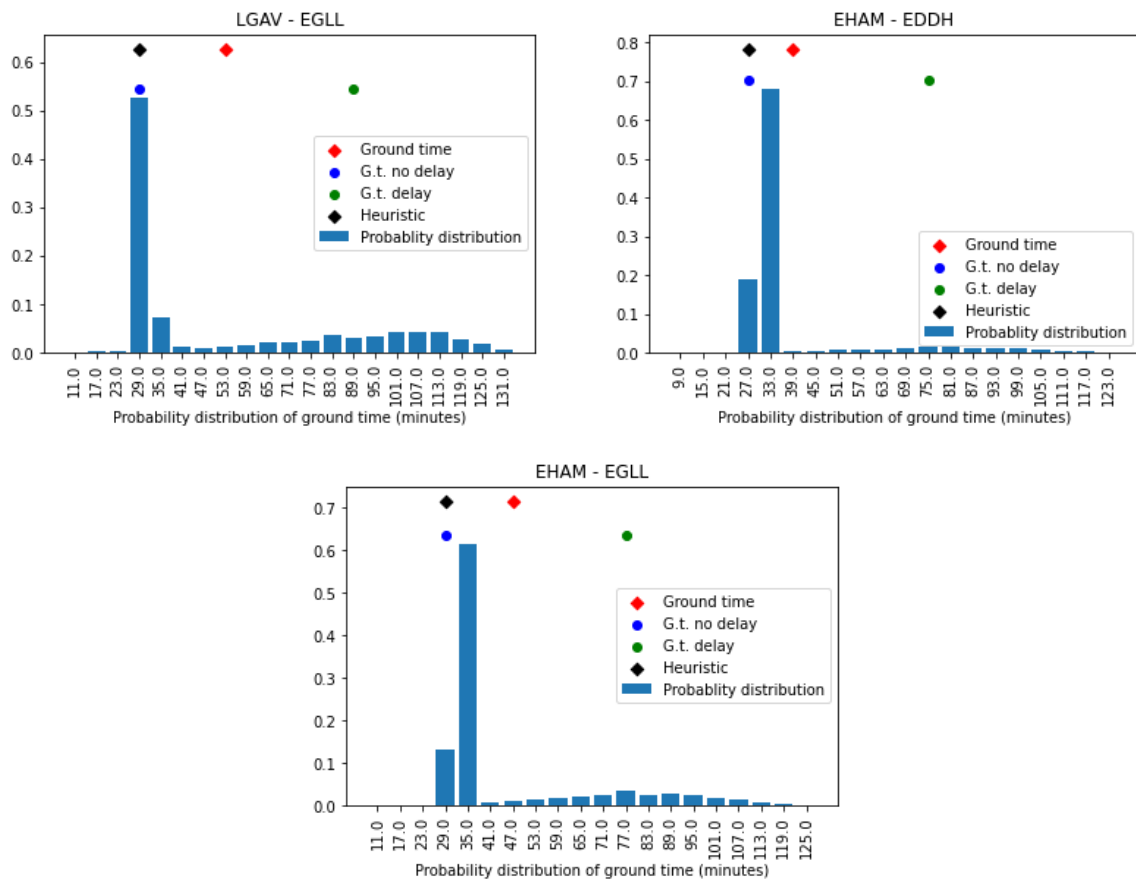 LGAV - EGLL
0.6
0.5
0.4
0.3
0.2
0.1
0.0
Ground time
G.t. no delay
G.t. delay
Heuristic
Probablity distribution
11.0 17.0 23.0 29.0 35.0 41.0 47.0 53.0 59.0 65.0 71.0 77.0 83.0 89.0 95.0 101.0 107.0 113.0 119.0 125.0 131.0
Probability distribution of ground time (minutes)
EHAM - EDDH
0.8
0.7
0.6
0.5
0.4
0.3
0.2
0.1
0.0
Ground time
G.t. no delay
G.t. delay
Heuristic
Probablity distribution
9.0 15.0 21.0 27.0 33.0 39.0 45.0 51.0 57.0 63.0 69.0 75.0 81.0 87.0 93.0 99.0 105.0 111.0 117.0 123.0
Probability distribution of ground time (minutes)
EHAM - EGLL
0.7
0.6
0.5
0.4
0.3
0.2
0.1
0.0
Ground time
G.t. no delay
G.t. delay
Heuristic
Probablity distribution
11.0 17.0 23.0 29.0 35.0 41.0 47.0 53.0 59.0 65.0 71.0 77.0 83.0 89.0 95.0 101.0 107.0 113.0 119.0 125.0
Probability distribution of ground time (minutes)